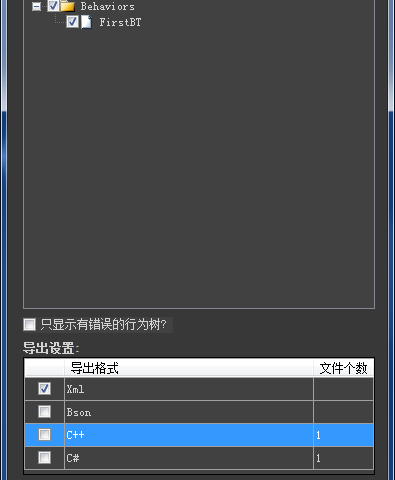 Behaviors
FirstBT
只显示有错误的行为树?
导出设置:
导出格式 文件个数
Xml
Bson
C++ 1
C# 1